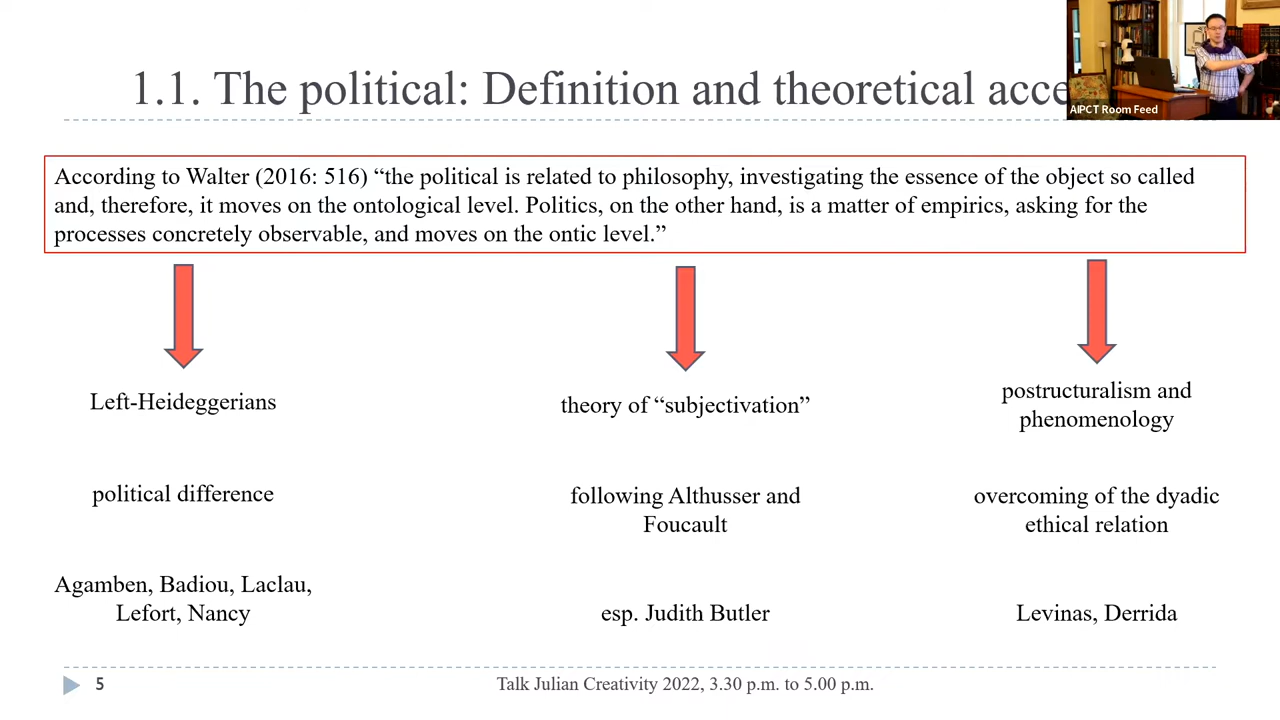 1.1. The political: Definition and theoretical acce
AIPCT Room Feed
According to Walter (2016: 516) “the political is related to philosophy, investigating the essence of the object so called
and, therefore, it moves on the ontological level. Politics, on the other hand, is a matter of empirics, asking for the
processes concretely observable, and moves on the ontic level.”
Left-Heideggerians
political difference
Agamben, Badiou, Laclau,
Lefort, Nancy
theory of “subjectivation”
following Althusser and
Foucault
esp. Judith Butler
postructuralism and
phenomenology
overcoming of the dyadic
ethical relation
Levinas, Derrida
5
Talk Julian Creativity 2022, 3.30 p.m. to 5.00 p.m.